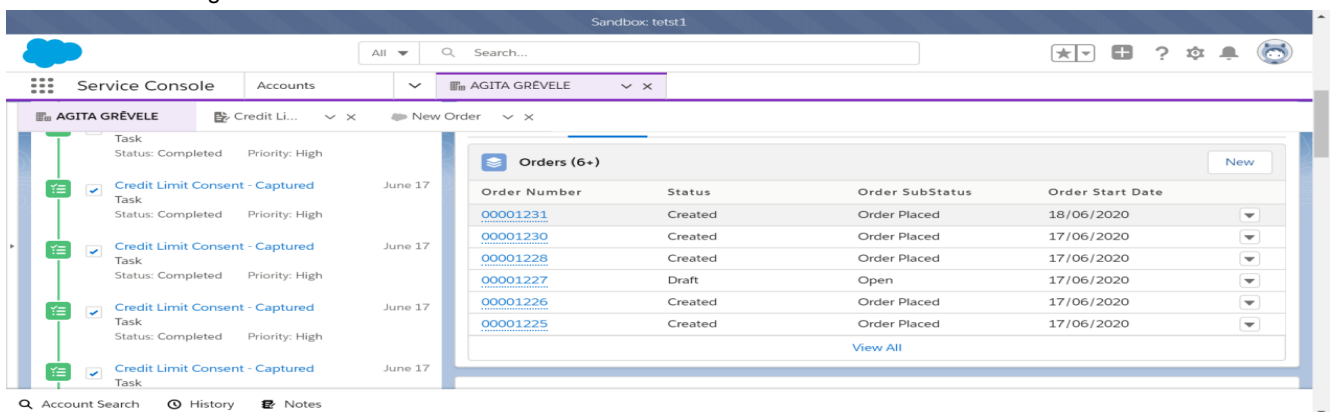 Sandbox: tetst1
All Search...
Service Console Accounts AGITA GRĒVELE
AGITA GRĒVELE Credit Li... New Order
Task
Status: Completed Priority: High
Credit Limit Consent - Captured June 17
Task
Status: Completed Priority: High
Credit Limit Consent - Captured June 17
Task
Status: Completed Priority: High
Credit Limit Consent - Captured June 17
Task
Status: Completed Priority: High
Credit Limit Consent - Captured June 17
Task
Orders (6+) New
Order Number Status Order SubStatus Order Start Date
00001231 Created Order Placed 18/06/2020
00001230 Created Order Placed 17/06/2020
00001228 Created Order Placed 17/06/2020
00001227 Draft Open 17/06/2020
00001226 Created Order Placed 17/06/2020
00001225 Created Order Placed 17/06/2020
View All
Account Search History Notes